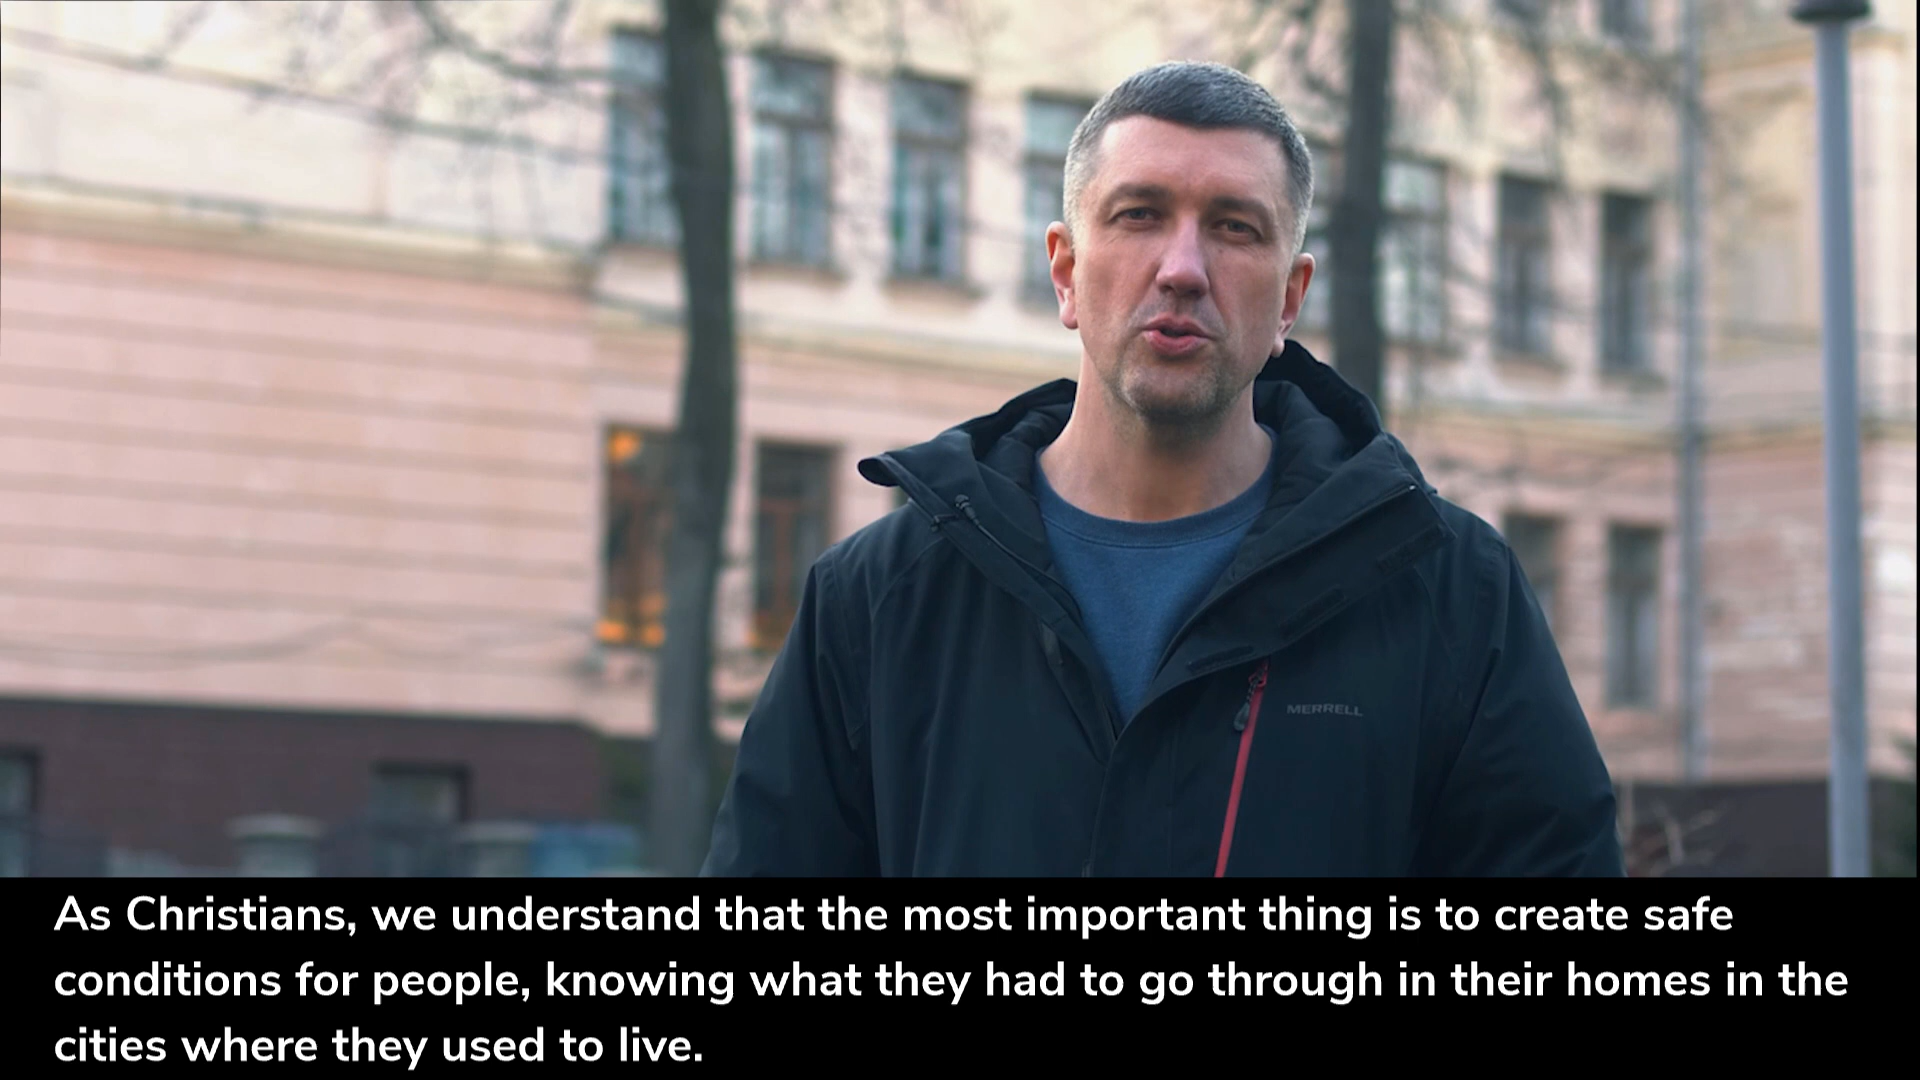 MERRELL
As Christians, we understand that the most important thing is to create safe
conditions for people, knowing what they had to go through in their homes in the
cities where they used to live.